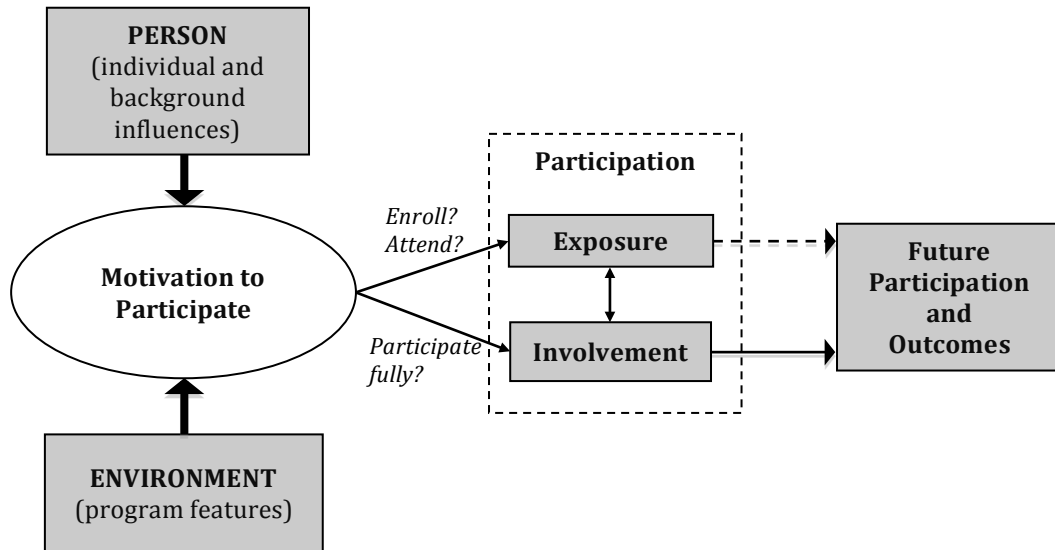 PERSON
(individual and
background
influences)
Motivation to
Participate
ENVIRONMENT
(program features)
Enroll?
Attend?
Participate
fully?
Participation
Exposure
Involvement
Future
Participation
and
Outcomes